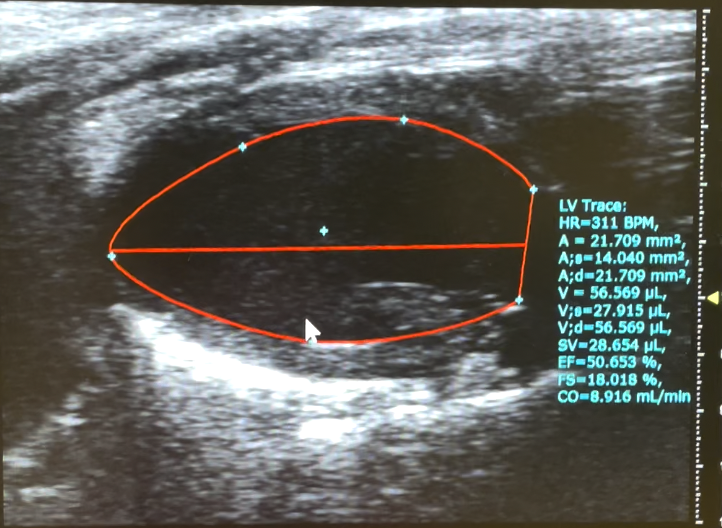 LV Trace:
HR=311 BPM,
A = 21.709 mm²,
A;s=14.040 mm²,
A;d=21.709 mm²,
V = 56.569 µL,
V;s=27.915 µL,
V;d=56.569 µL,
SV=28.654 µL,
EF=50.653 %,
FS=18.018 %,
CO=8.916 mL/min